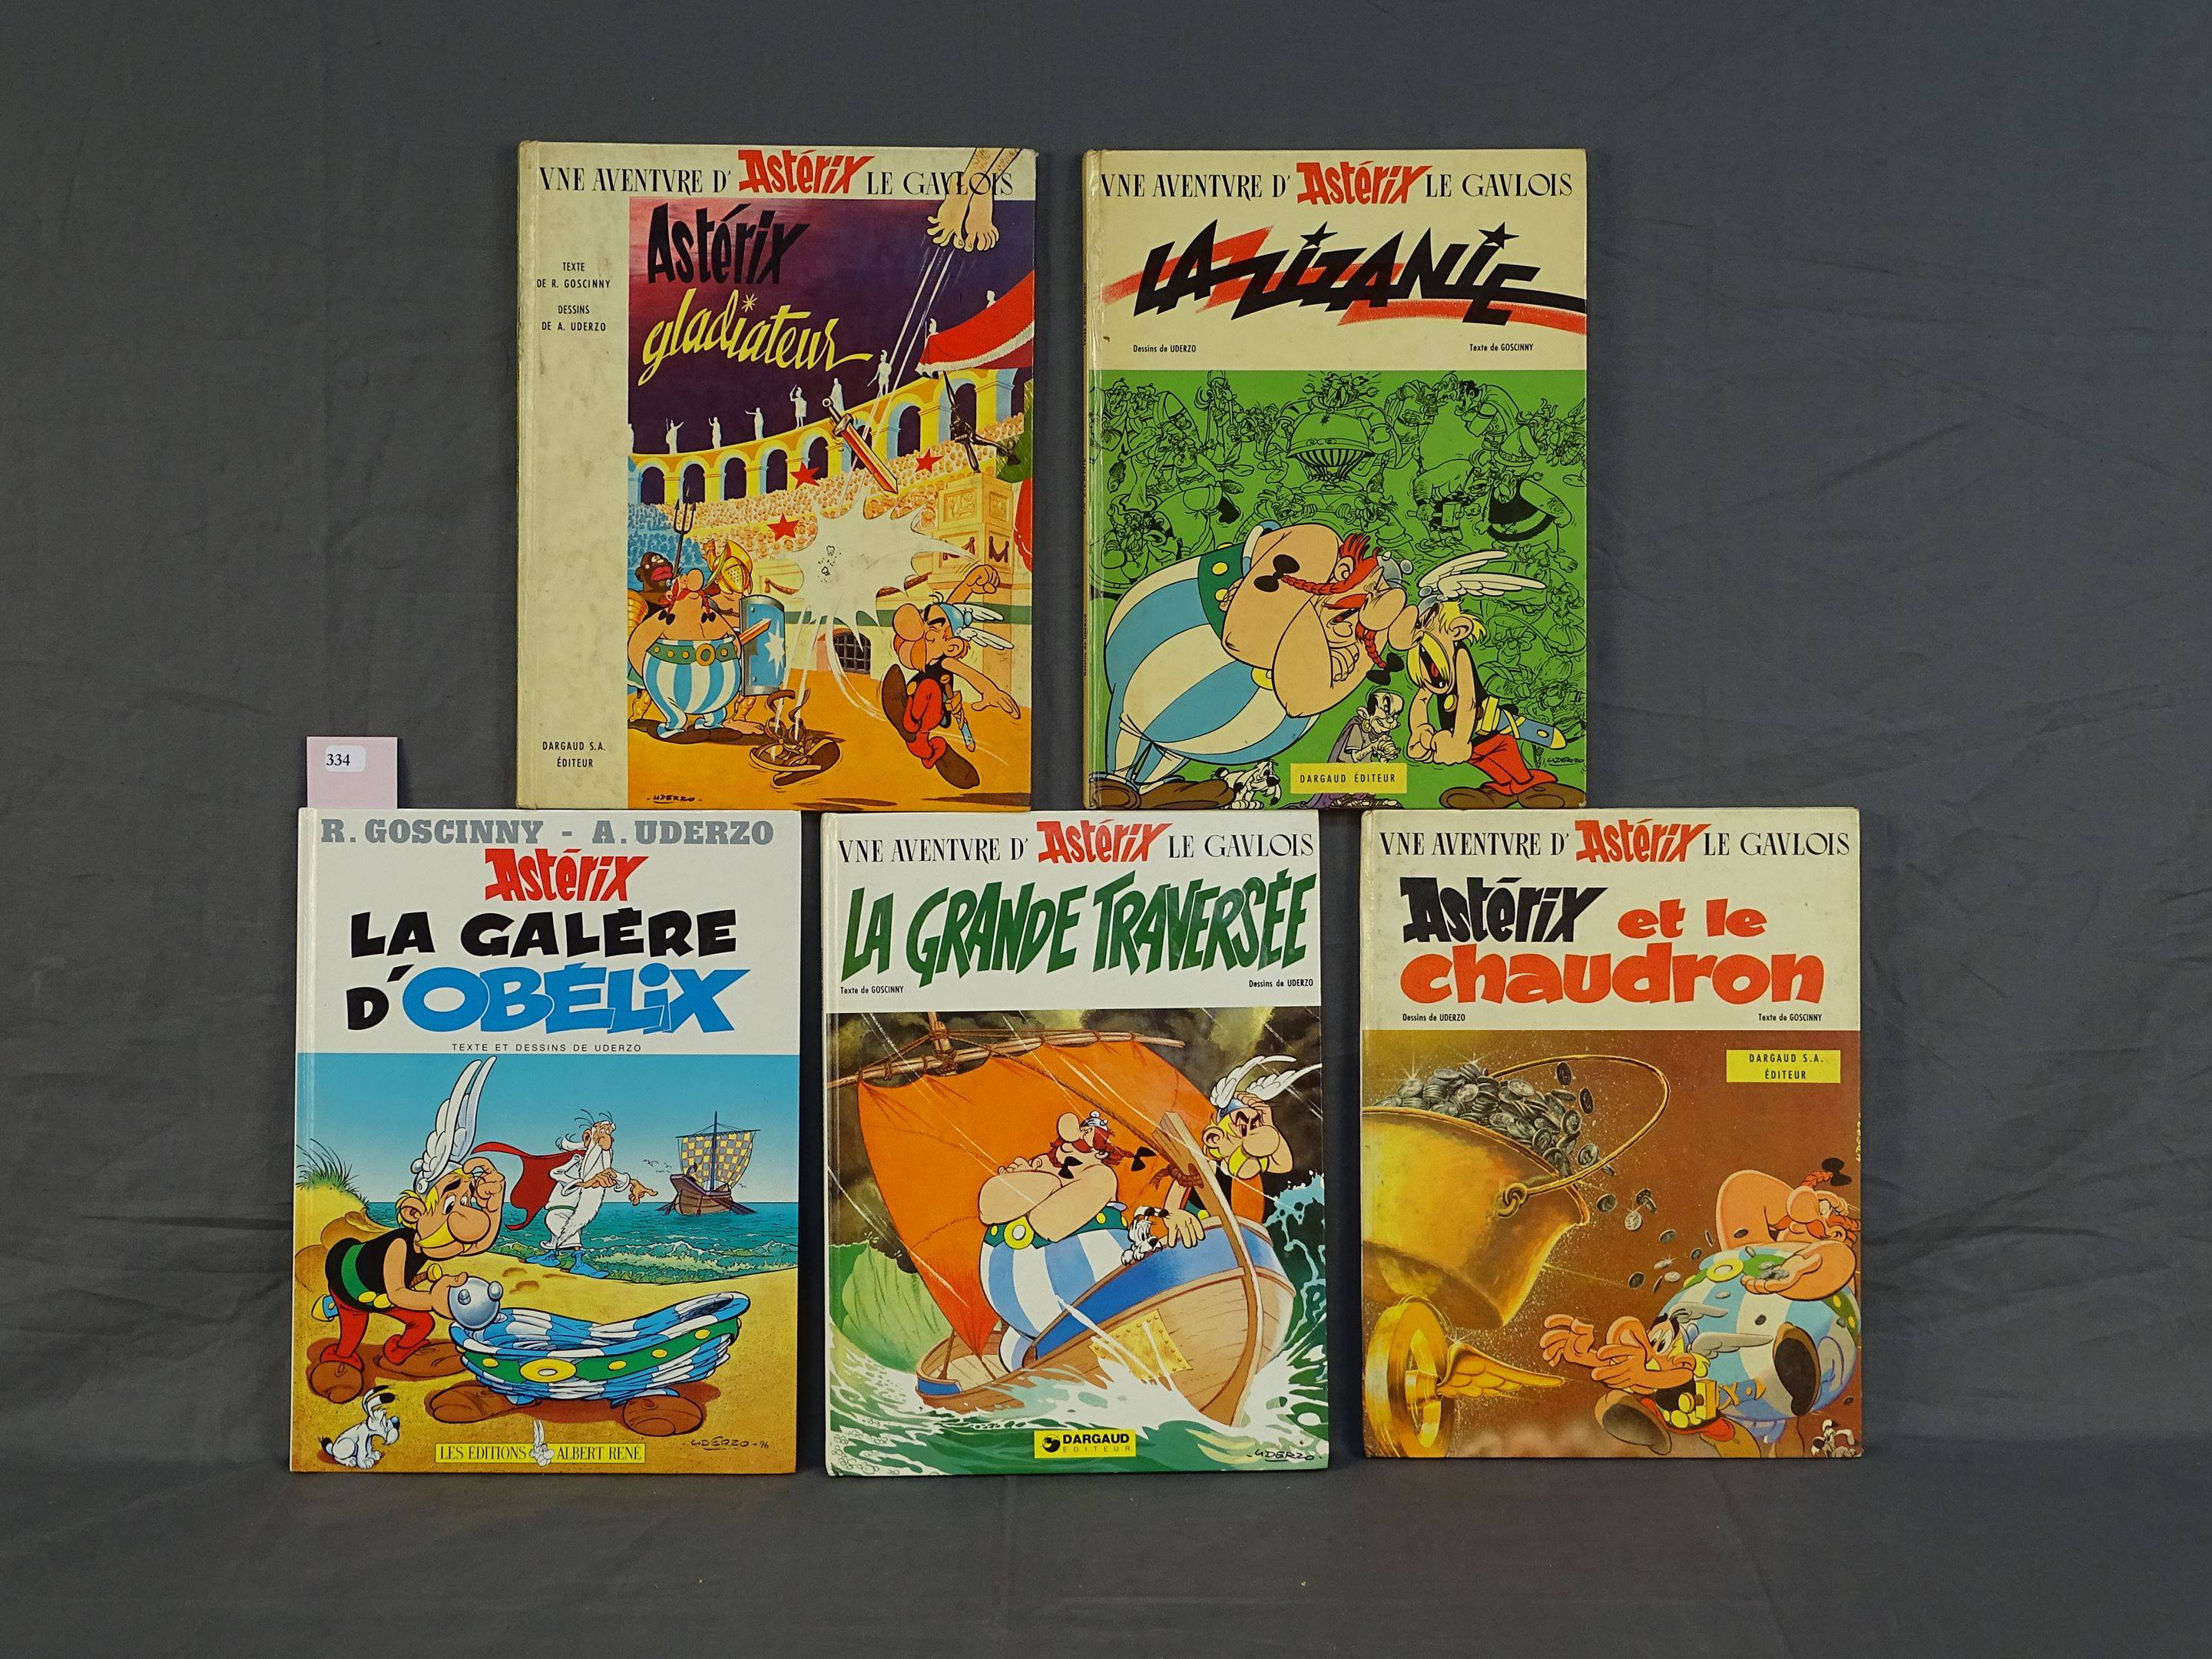 VNE AVENTVRE D'Astérix LE GAVLOIS
Astérix
gladiateur
TEXTE
DE R. GOSCINNY
DESSINS
DE A. UDERZO
DARGAUD S.A.
ÉDITEUR
-UDERZO-
VNE AVENTVRE D'Astérix LE GAVLOIS
LA ZIZANIE
Dessins de UDERZO Texte de GOSCINNY
UDERZO
DARGAUD ÉDITEUR
334
R. GOSCINNY - A. UDERZO
Astérix
LA GALÈRE
D'OBÉLIX
TEXTE ET DESSINS DE UDERZO
-UDERZO-96
LES EDITIONS ALBERT RENÉ
VNE AVENTVRE D'Astérix LE GAVLOIS
LA GRANDE TRAVERSÉE
Texte de GOSCINNY Dessins de UDERZO
DARGAUD
ÉDITEUR
-UDERZO-
VNE AVENTVRE D'Astérix LE GAVLOIS
Astérix et le
chaudron
Dessins de UDERZO Texte de GOSCINNY
DARGAUD S.A.
ÉDITEUR